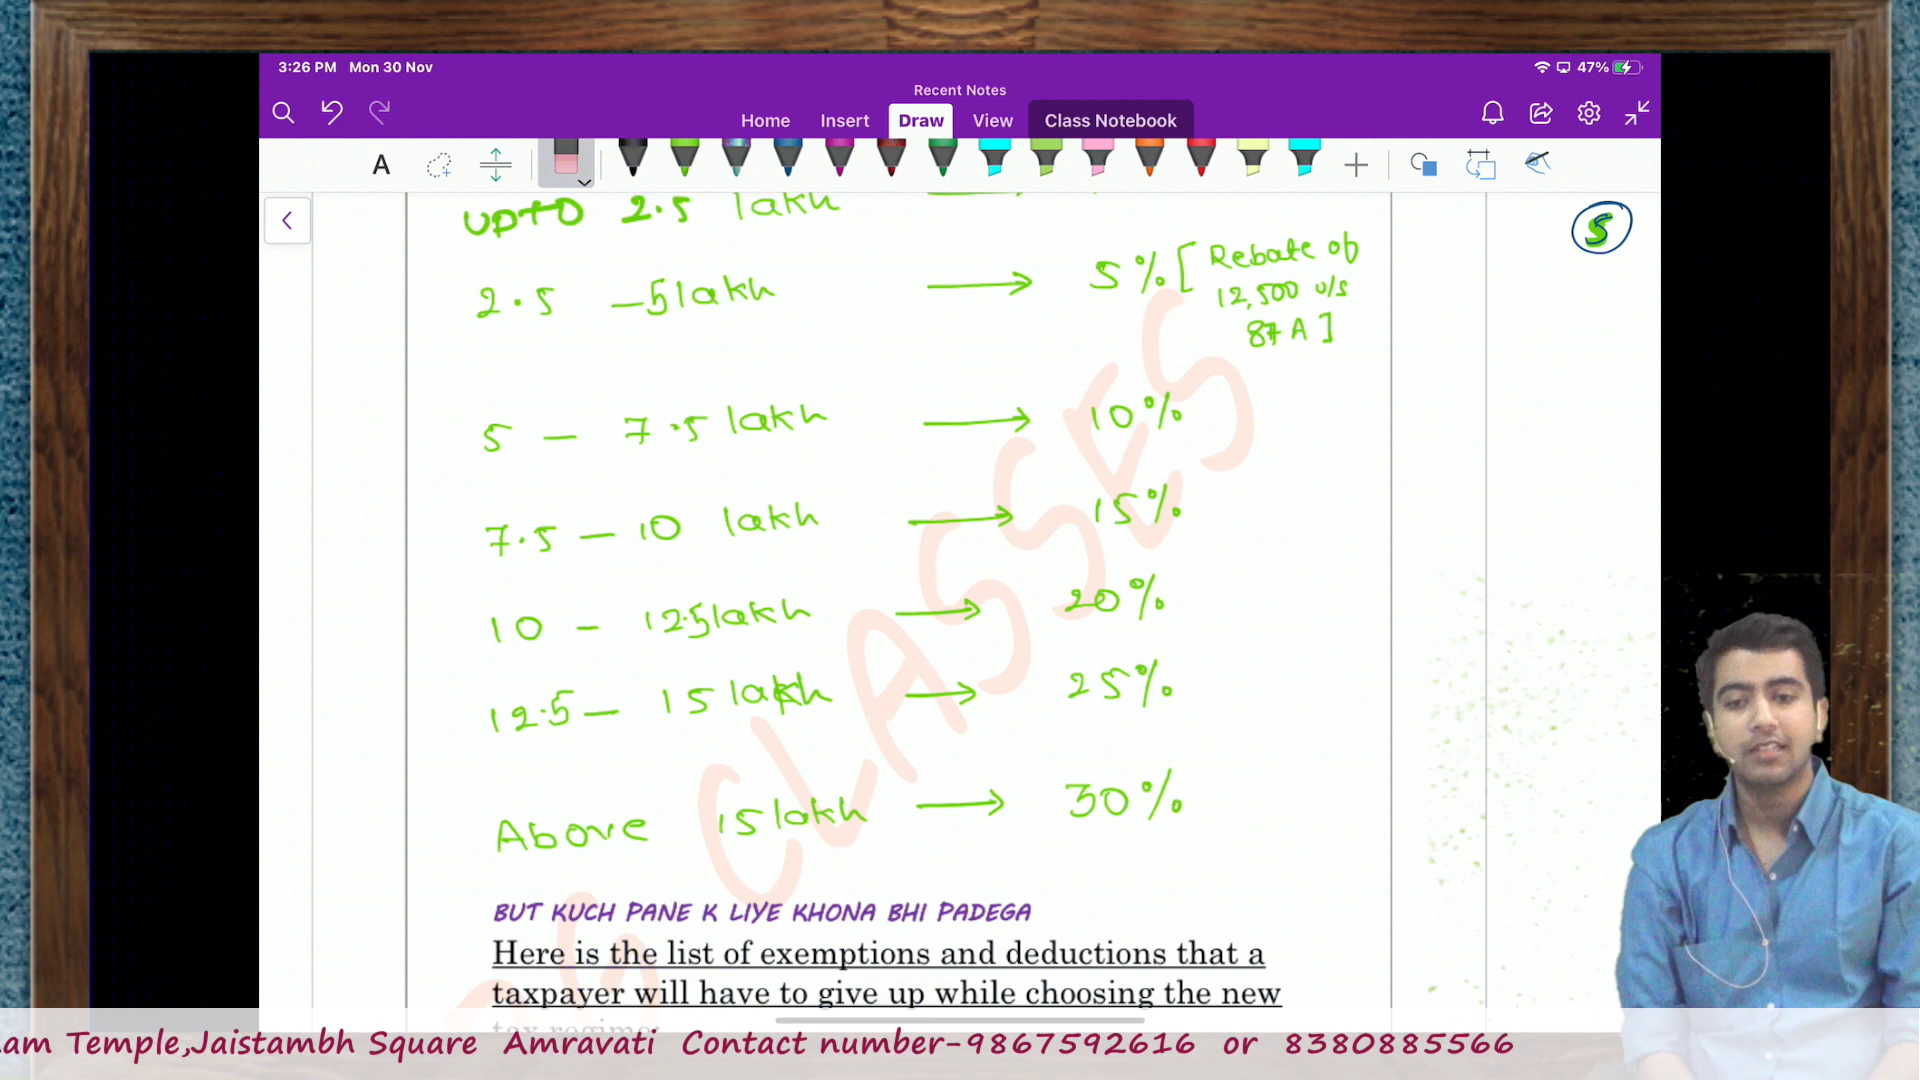 3:26 PM Mon 30 Nov
47%
Recent Notes
Home Insert Draw View Class Notebook
A
UPTO 2.5 lakh
S
2.5 – 5 lakh → 5% [Rebate of
12,500 u/s
87A]
5 – 7.5 lakh → 10%
7.5 – 10 lakh → 15%
10 – 12.5 lakh → 20%
12.5 – 15 lakh → 25%
Above 15 lakh → 30%
CLASSES
BUT KUCH PANE K LIYE KHONA BHI PADEGA
Here is the list of exemptions and deductions that a
taxpayer will have to give up while choosing the new
tax regime:
am Temple,Jaistambh Square Amravati Contact number-9867592616 or 8380885566